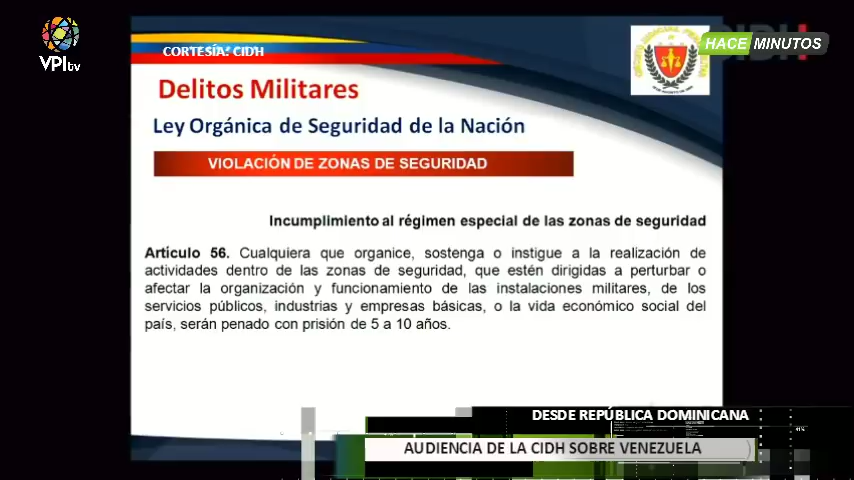 VPItv
CORTESÍA: CIDH
HACE MINUTOS
Delitos Militares
Ley Orgánica de Seguridad de la Nación
VIOLACIÓN DE ZONAS DE SEGURIDAD
Incumplimiento al régimen especial de las zonas de seguridad
Artículo 56. Cualquiera que organice, sostenga o instigue a la realización de
actividades dentro de las zonas de seguridad, que estén dirigidas a perturbar o
afectar la organización y funcionamiento de las instalaciones militares, de los
servicios públicos, industrias y empresas básicas, o la vida económico social del
país, serán penado con prisión de 5 a 10 años.
DESDE REPÚBLICA DOMINICANA
AUDIENCIA DE LA CIDH SOBRE VENEZUELA